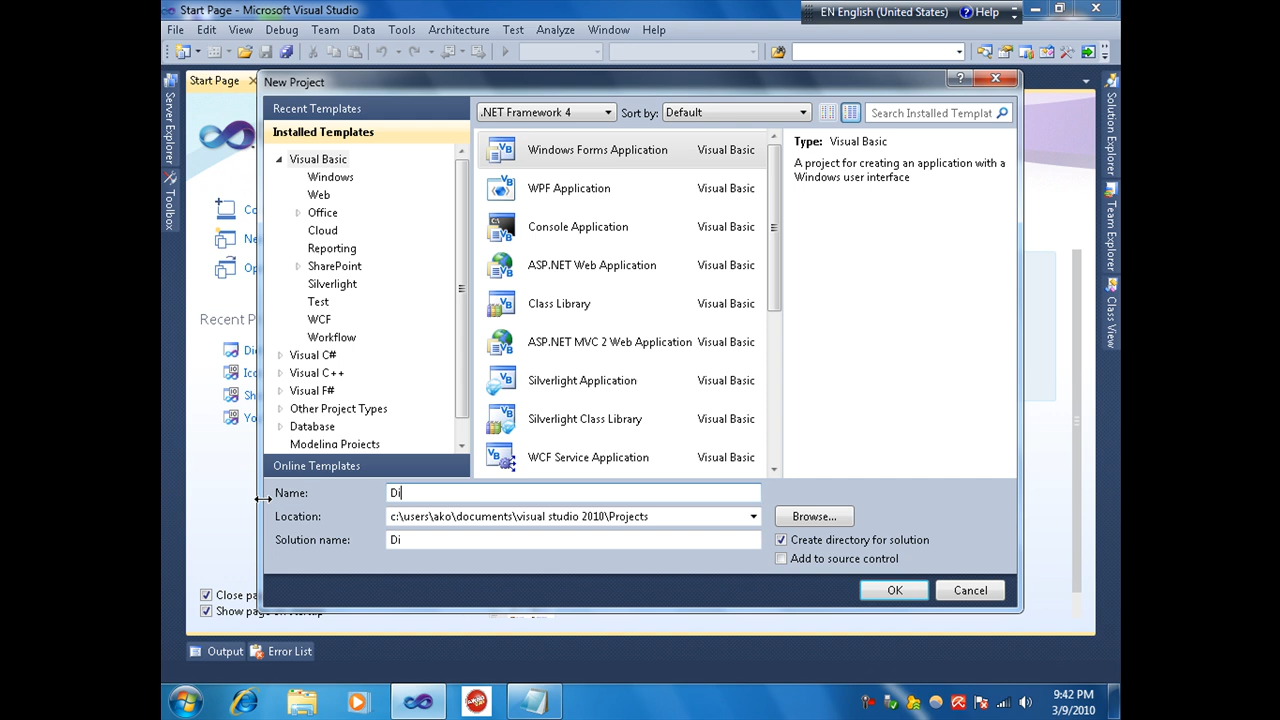 Start Page - Microsoft Visual Studio
EN English (United States)
Help
File Edit View Debug Team Data Tools Architecture Test Analyze Window Help
Start Page
Server Explorer
Toolbox
Solution Explorer
Team Explorer
Class View
New Project
Recent Templates
.NET Framework 4
Sort by:
Default
Search Installed Templat
Installed Templates
Visual Basic
Windows
Web
Office
Cloud
Reporting
SharePoint
Silverlight
Test
WCF
Workflow
Visual C#
Visual C++
Visual F#
Other Project Types
Database
Modeling Projects
Online Templates
Windows Forms Application Visual Basic
WPF Application Visual Basic
Console Application Visual Basic
ASP.NET Web Application Visual Basic
Class Library Visual Basic
ASP.NET MVC 2 Web Application Visual Basic
Silverlight Application Visual Basic
Silverlight Class Library Visual Basic
WCF Service Application Visual Basic
Type: Visual Basic
A project for creating an application with a
Windows user interface
Name: Di
Location: c:\users\ako\documents\visual studio 2010\Projects
Browse...
Solution name: Di
Create directory for solution
Add to source control
OK
Cancel
Recent P
Close pa
Show page on startup
Output
Error List
9:42 PM
3/9/2010